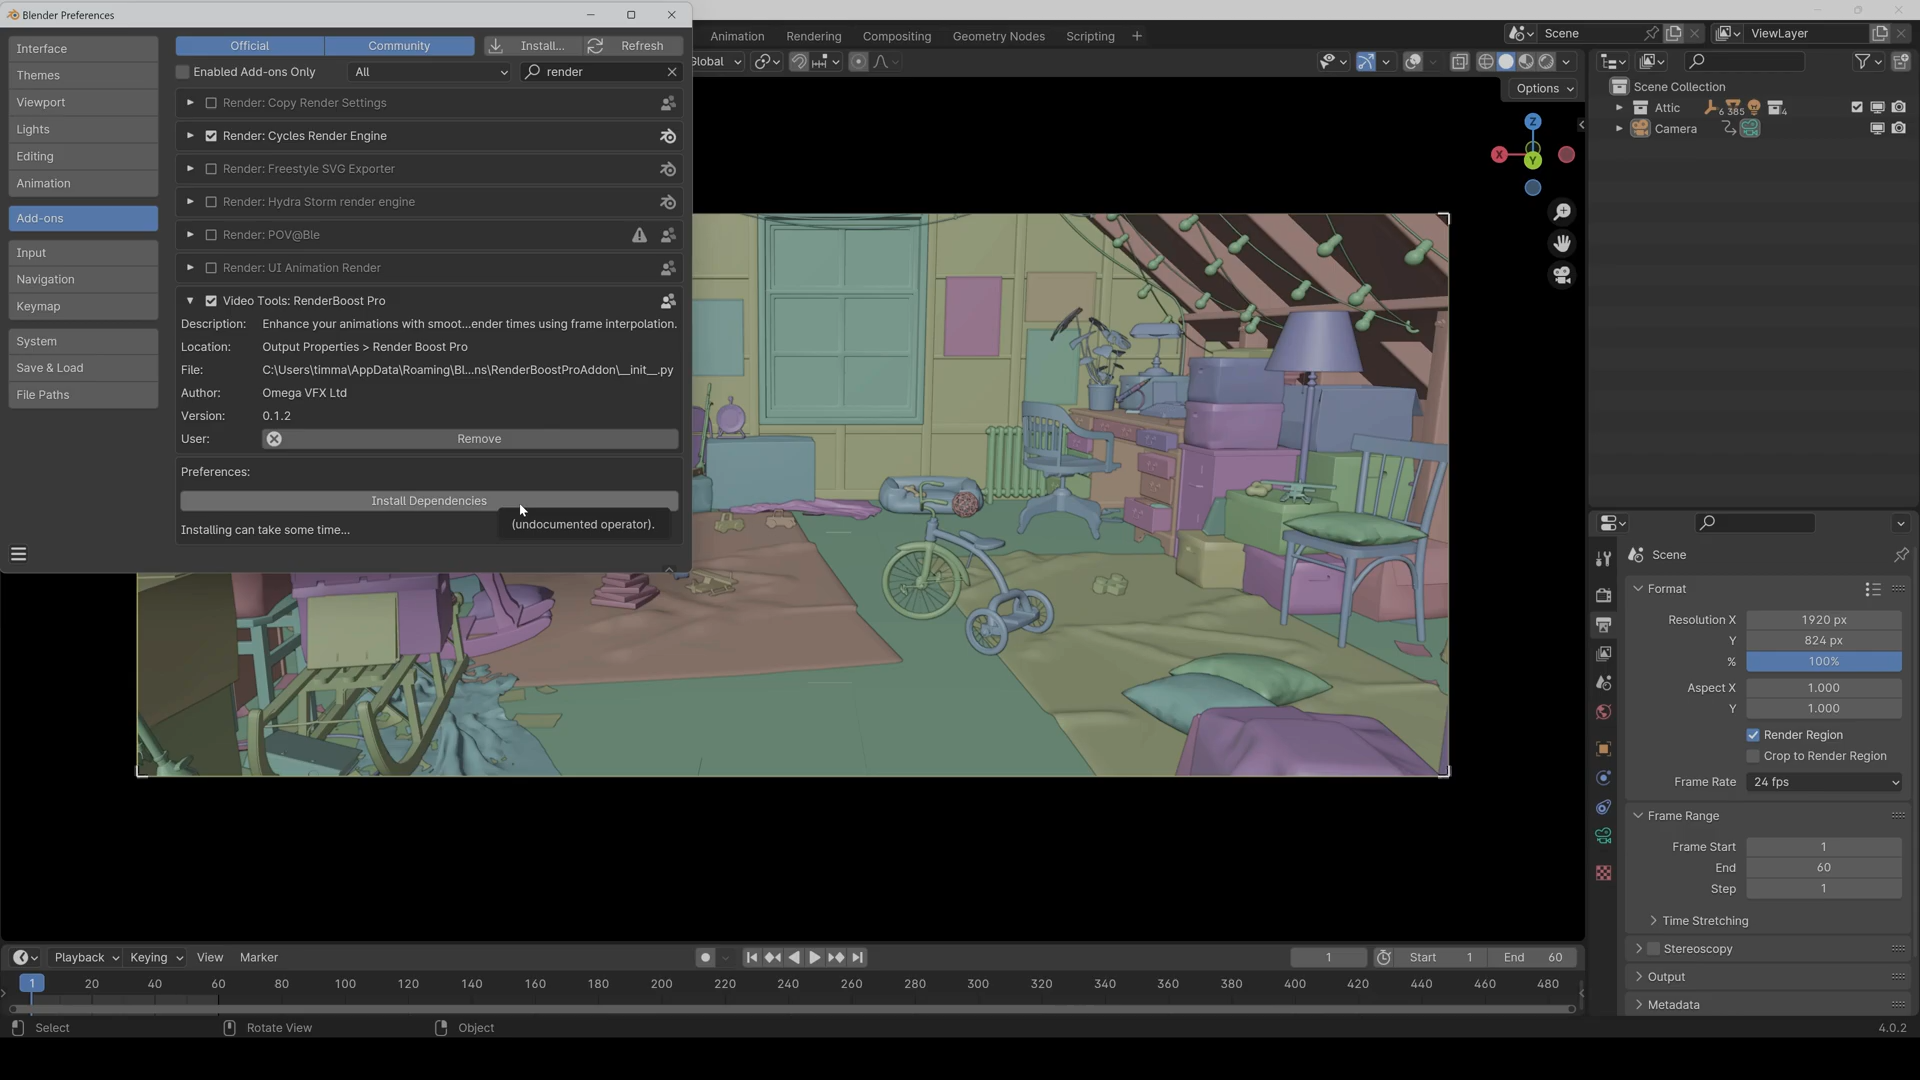 Blender Preferences
Interface
Themes
Viewport
Lights
Editing
Animation
Add-ons
Input
Navigation
Keymap
System
Save & Load
File Paths
Official
Community
Install...
Refresh
Enabled Add-ons Only
All
render
Render: Copy Render Settings
Render: Cycles Render Engine
Render: Freestyle SVG Exporter
Render: Hydra Storm render engine
Render: POV@Ble
Render: UI Animation Render
Video Tools: RenderBoost Pro
Description: Enhance your animations with smoot...ender times using frame interpolation.
Location: Output Properties > Render Boost Pro
File: C:\Users\timma\AppData\Roaming\Bl...ns\RenderBoostProAddon\__init__.py
Author: Omega VFX Ltd
Version: 0.1.2
User: Remove
Preferences:
Install Dependencies
(undocumented operator).
Installing can take some time...
Animation
Rendering
Compositing
Geometry Nodes
Scripting
Scene
ViewLayer
Global
Options
Z
X
Y
Scene Collection
Attic 6 385 4
Camera
Scene
Format
Resolution X 1920 px
Y 824 px
% 100%
Aspect X 1.000
Y 1.000
Render Region
Crop to Render Region
Frame Rate 24 fps
Frame Range
Frame Start 1
End 60
Step 1
Time Stretching
Stereoscopy
Output
Metadata
Playback
Keying
View
Marker
1
Start 1
End 60
1 20 40 60 80 100 120 140 160 180 200 220 240 260 280 300 320 340 360 380 400 420 440 460 480
Select
Rotate View
Object
4.0.2